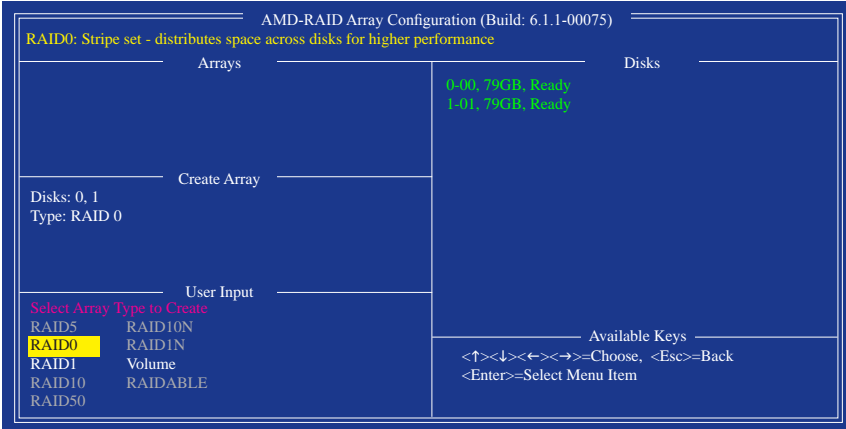 AMD-RAID Array Configuration (Build: 6.1.1-00075)
RAID0: Stripe set - distributes space across disks for higher performance
Arrays
Create Array
Disks: 0, 1
Type: RAID 0
User Input
Select Array Type to Create
RAID5 RAID10N
RAID0 RAID1N
RAID1 Volume
RAID10 RAIDABLE
RAID50
Disks
0-00, 79GB, Ready
1-01, 79GB, Ready
Available Keys
<↑><↓><←><→>=Choose, <Esc>=Back
<Enter>=Select Menu Item